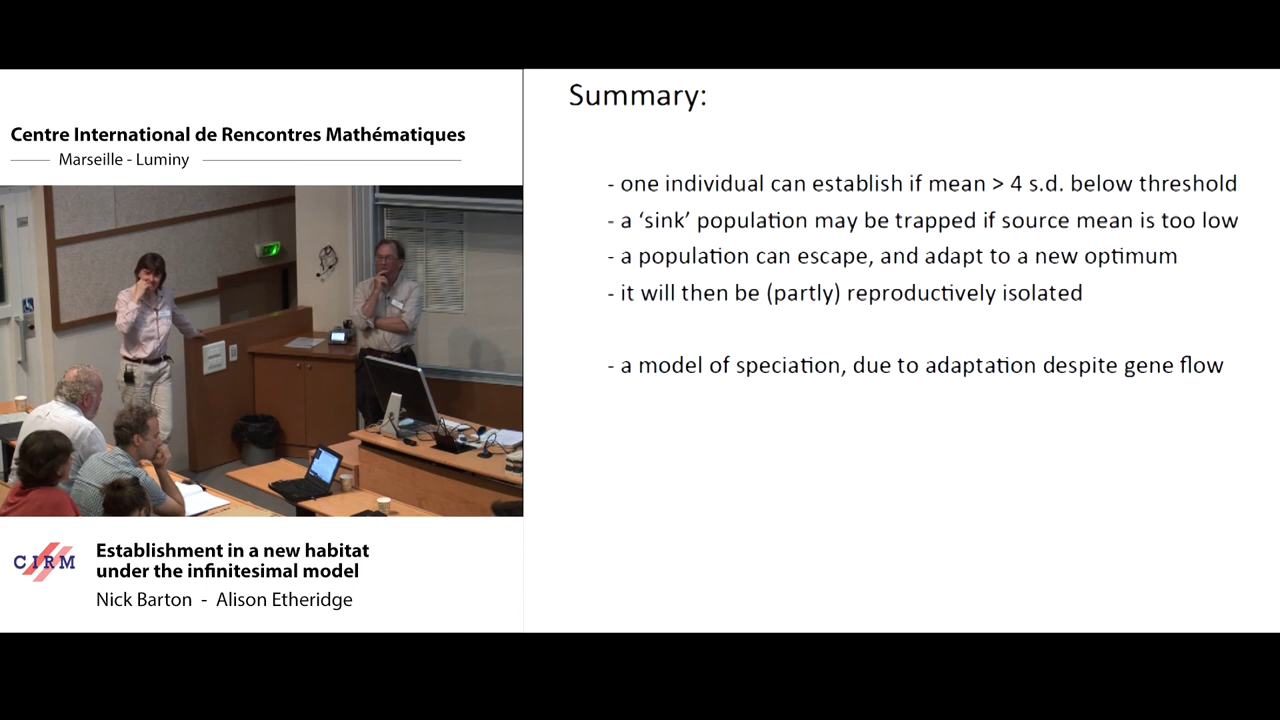 Centre International de Rencontres Mathématiques
Marseille - Luminy
CIRM
Establishment in a new habitat
under the infinitesimal model
Nick Barton - Alison Etheridge
Summary:
- one individual can establish if mean > 4 s.d. below threshold
- a ‘sink’ population may be trapped if source mean is too low
- a population can escape, and adapt to a new optimum
- it will then be (partly) reproductively isolated
- a model of speciation, due to adaptation despite gene flow